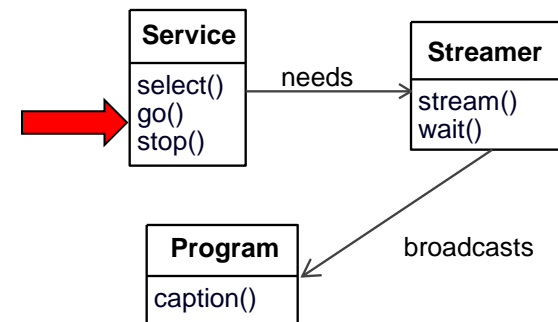 Service
select()
go()
stop()
needs
Streamer
stream()
wait()
broadcasts
Program
caption()